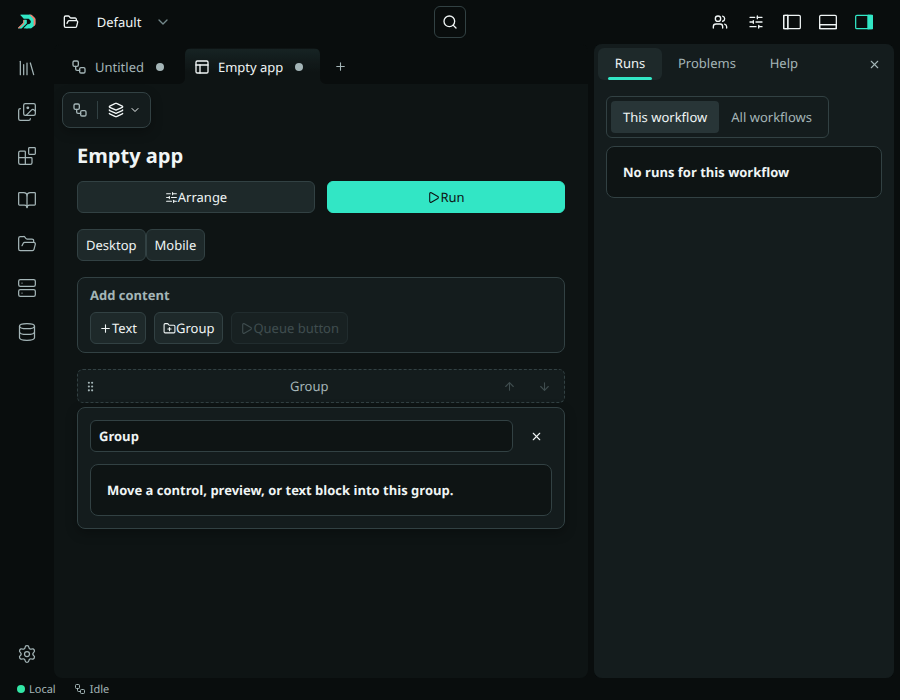 Default
Untitled
Empty app
Runs
Problems
Help
This workflow
All workflows
No runs for this workflow
Empty app
Arrange
Run
Desktop
Mobile
Add content
Text
Group
Queue button
Group
Group
Move a control, preview, or text block into this group.
Local
Idle